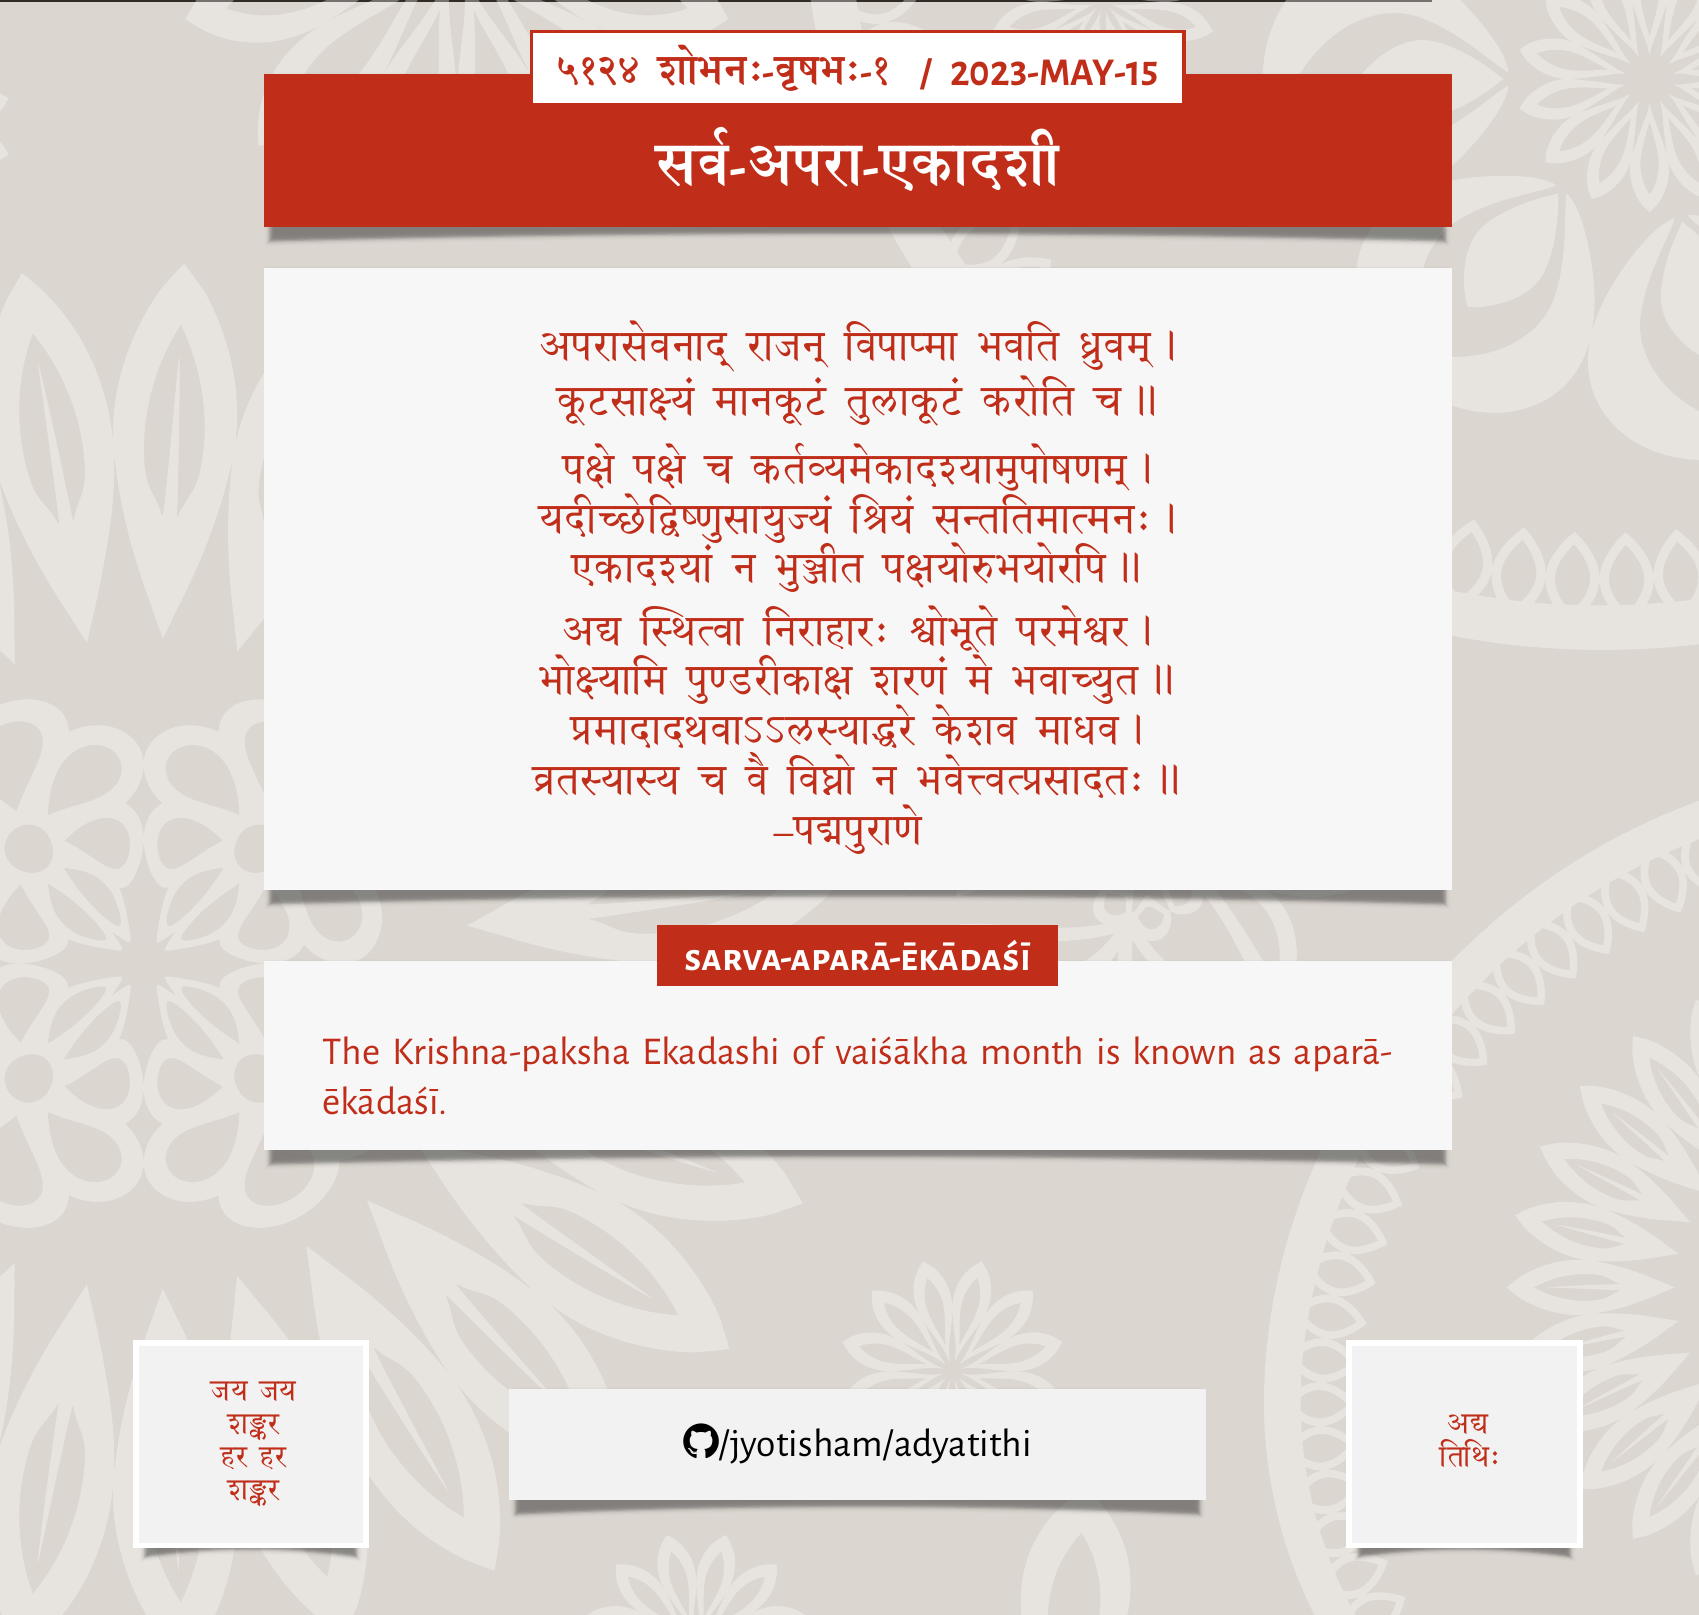 ५१२४ शोभनः-वृषभः-१ / 2023-MAY-15
सर्व-अपरा-एकादशी
अपरासेवनाद् राजन् विपाप्मा भवति ध्रुवम्।
कूटसाक्ष्यं मानकूटं तुलाकूटं करोति च॥
पक्षे पक्षे च कर्तव्यमेकादश्यामुपोषणम्।
यदीच्छेद्विष्णुसायुज्यं श्रियं सन्ततिमात्मनः।
एकादश्यां न भुञ्जीत पक्षयोरुभयोरपि॥
अद्य स्थित्वा निराहारः श्वोभूते परमेश्वर।
भोक्ष्यामि पुण्डरीकाक्ष शरणं मे भवाच्युत॥
प्रमादादथवाऽऽलस्याद्धरे केशव माधव।
व्रतस्यास्य च वै विघ्नो न भवेत्त्वत्प्रसादतः॥
–पद्मपुराणे
SARVA-APARĀ-ĒKĀDAŚĪ
The Krishna-paksha Ekadashi of vaiśākha month is known as aparā-
ēkādaśī.
जय जय
शङ्कर
हर हर
शङ्कर
/jyotisham/adyatithi
अद्य
तिथिः